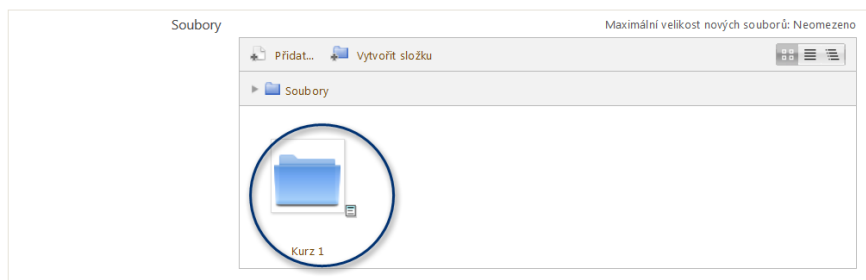 Soubory
Maximální velikost nových souborů: Neomezeno
Přidat... Vytvořit složku
Soubory
Kurz 1